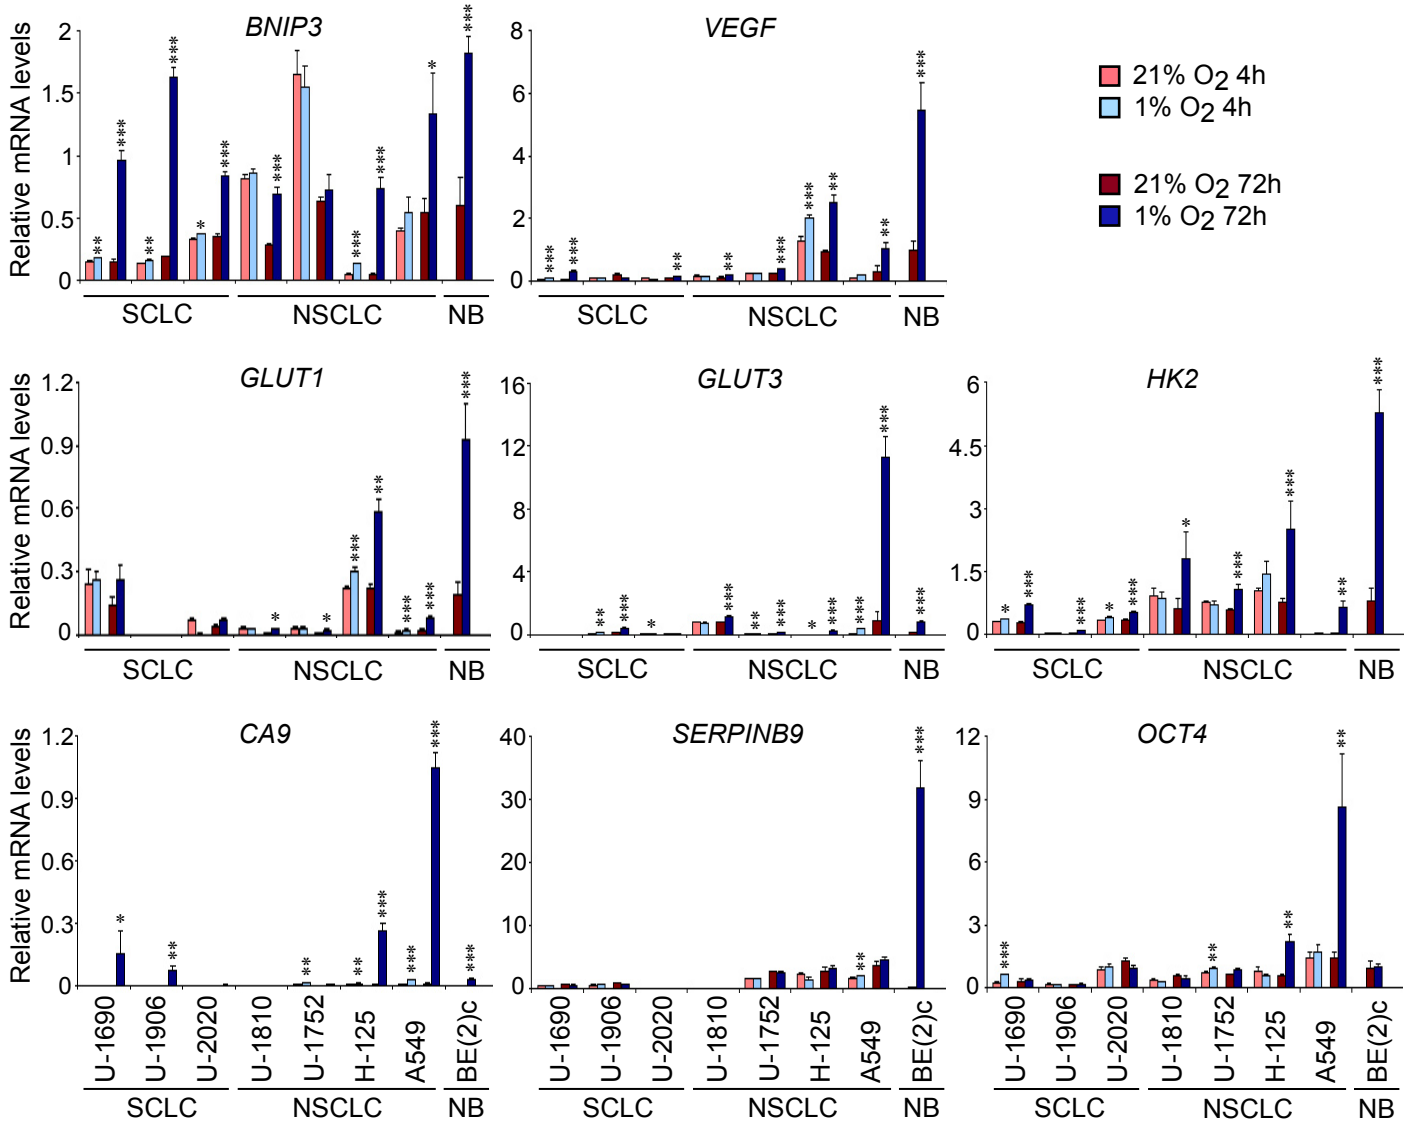 BNIP3
VEGF
21% O2 4h
1% O2 4h
21% O2 72h
1% O2 72h
Relative mRNA levels
2
1.5
1
0.5
0
** *** ** *** * *** *** *** *** * ***
SCLC NSCLC NB
8
6
4
2
0
*** *** ** ** *** *** ** ** ***
SCLC NSCLC NB
GLUT1
GLUT3
HK2
Relative mRNA levels
1.2
0.9
0.6
0.3
0
* * *** ** *** *** ***
SCLC NSCLC NB
16
12
8
4
0
** *** * *** ** *** * *** *** *** ***
SCLC NSCLC NB
6
4.5
3
1.5
0
* *** *** * *** * *** *** ** ***
SCLC NSCLC NB
CA9
SERPINB9
OCT4
Relative mRNA levels
1.2
0.9
0.6
0.3
0
* ** ** ** *** *** *** ***
U-1690 U-1906 U-2020 U-1810 U-1752 H-125 A549 BE(2)c
SCLC NSCLC NB
40
30
20
10
0
** ***
U-1690 U-1906 U-2020 U-1810 U-1752 H-125 A549 BE(2)c
SCLC NSCLC NB
12
9
6
3
0
*** ** ** **
U-1690 U-1906 U-2020 U-1810 U-1752 H-125 A549 BE(2)c
SCLC NSCLC NB